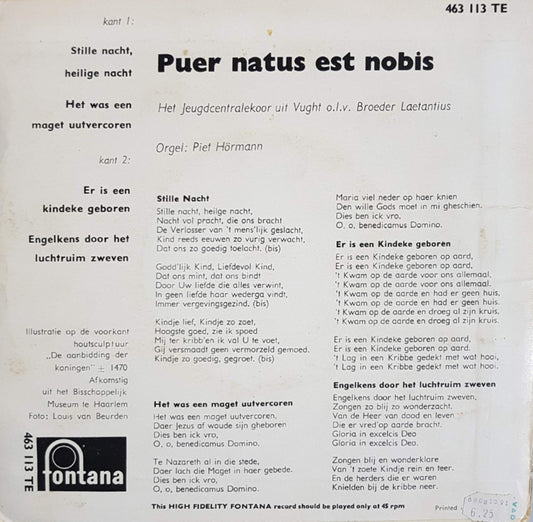 463 113 TE
kant 1:
Stille nacht,
heilige nacht
Het was een
maget uutvercoren
kant 2:
Er is een
kindeke geboren
Engelkens door het
luchtruim zweven
Puer natus est nobis
Het Jeugdcentralekoor uit Vught o.l.v. Broeder Laetantius
Orgel: Piet Hörmann
Stille Nacht
Stille nacht, heilge nacht,
Nacht vol pracht, die ons bracht
De Verlosser van 't mens'lijk geslacht,
Kind reeds eeuwen zo vurig verwacht,
Dat ons zo goedig toelacht. (bis)
Godd'lijk Kind, Liefdevol Kind,
Dat ons mint, dat ons bindt
Door Uw liefde die alles verwint,
In geen liefde haar wederga vindt,
Immer vergevingsgezind. (bis)
Kindje lief, Kindje zo zoet,
Hoogste goed, zie ik spoed
Mij ter kribb'en ik val U te voet,
Gij versmaadt geen vermorzeld gemoed.
Kindje zo goedig, gegroet. (bis)
Het was een maget uutvercoren
Het was een maget uutvercoren,
Daer Jezus af woude sijn gheboren
Dies ben ick vro,
O, o, benedicamus Domino.
Te Nazareth al in die stede,
Daer lach die Maget in haer gebede.
Dies ben ick vro,
O, o, benedicamus Domino.
Maria viel neder op haer knien
Den wille Gods moet in mi gheschien.
Dies ben ick vro,
O, o, benedicamus Domino.
Er is een Kindeke geboren
Er is een Kindeke geboren op aard,
Er is een Kindeke geboren op aard,
't Kwam op de aarde voor ons allemaal,
't Kwam op de aarde voor ons allemaal.
't Kwam op de aarde en had er geen huis,
't Kwam op de aarde en had er geen huis,
't Kwam op de aarde en droeg al zijn kruis,
't Kwam op de aarde en droeg al zijn kruis.
Er is een Kindeke geboren op aard,
Er is een Kindeke geboren op aard.
't Lag in een Kribbe gedekt met wat hooi,
't Lag in een Kribbe gedekt met wat hooi.
Engelkens door het luchtruim zweven
Engelkens door het luchtruim zweven,
Zongen zo blij zo wonderzacht.
Van de Heer van dood en leven
Die er vred'op aarde bracht.
Gloria in excelcis Deo
Gloria in excelsis Deo.
Zongen blij en wonderklare
Van 't zoete Kindje rein en teer.
En de herders die er waren
Knielden bij de kribbe neer.
Illustratie op de voorkant
houtsculptuur
„De aanbidding der
koningen" ± 1470
Afkomstig
uit het Bisschoppelijk
Museum te Haarlem
Foto: Louis van Beurden
463 113 TE
fontana
This HIGH FIDELITY FONTANA record should be played only at 45 rpm
Printed
6.25